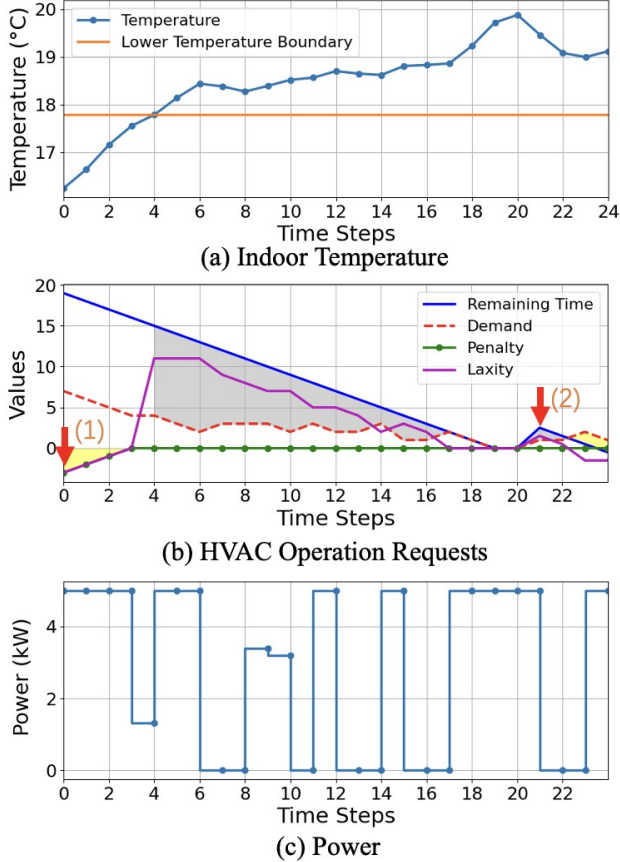 20
19
18
17
Temperature (°C)
Temperature
Lower Temperature Boundary
0 2 4 6 8 10 12 14 16 18 20 22 24
Time Steps
(a) Indoor Temperature
20
15
10
5
0
Values
Remaining Time
Demand
Penalty
Laxity
(1)
(2)
0 2 4 6 8 10 12 14 16 18 20 22
Time Steps
(b) HVAC Operation Requests
4
2
0
Power (kW)
0 2 4 6 8 10 12 14 16 18 20 22
Time Steps
(c) Power